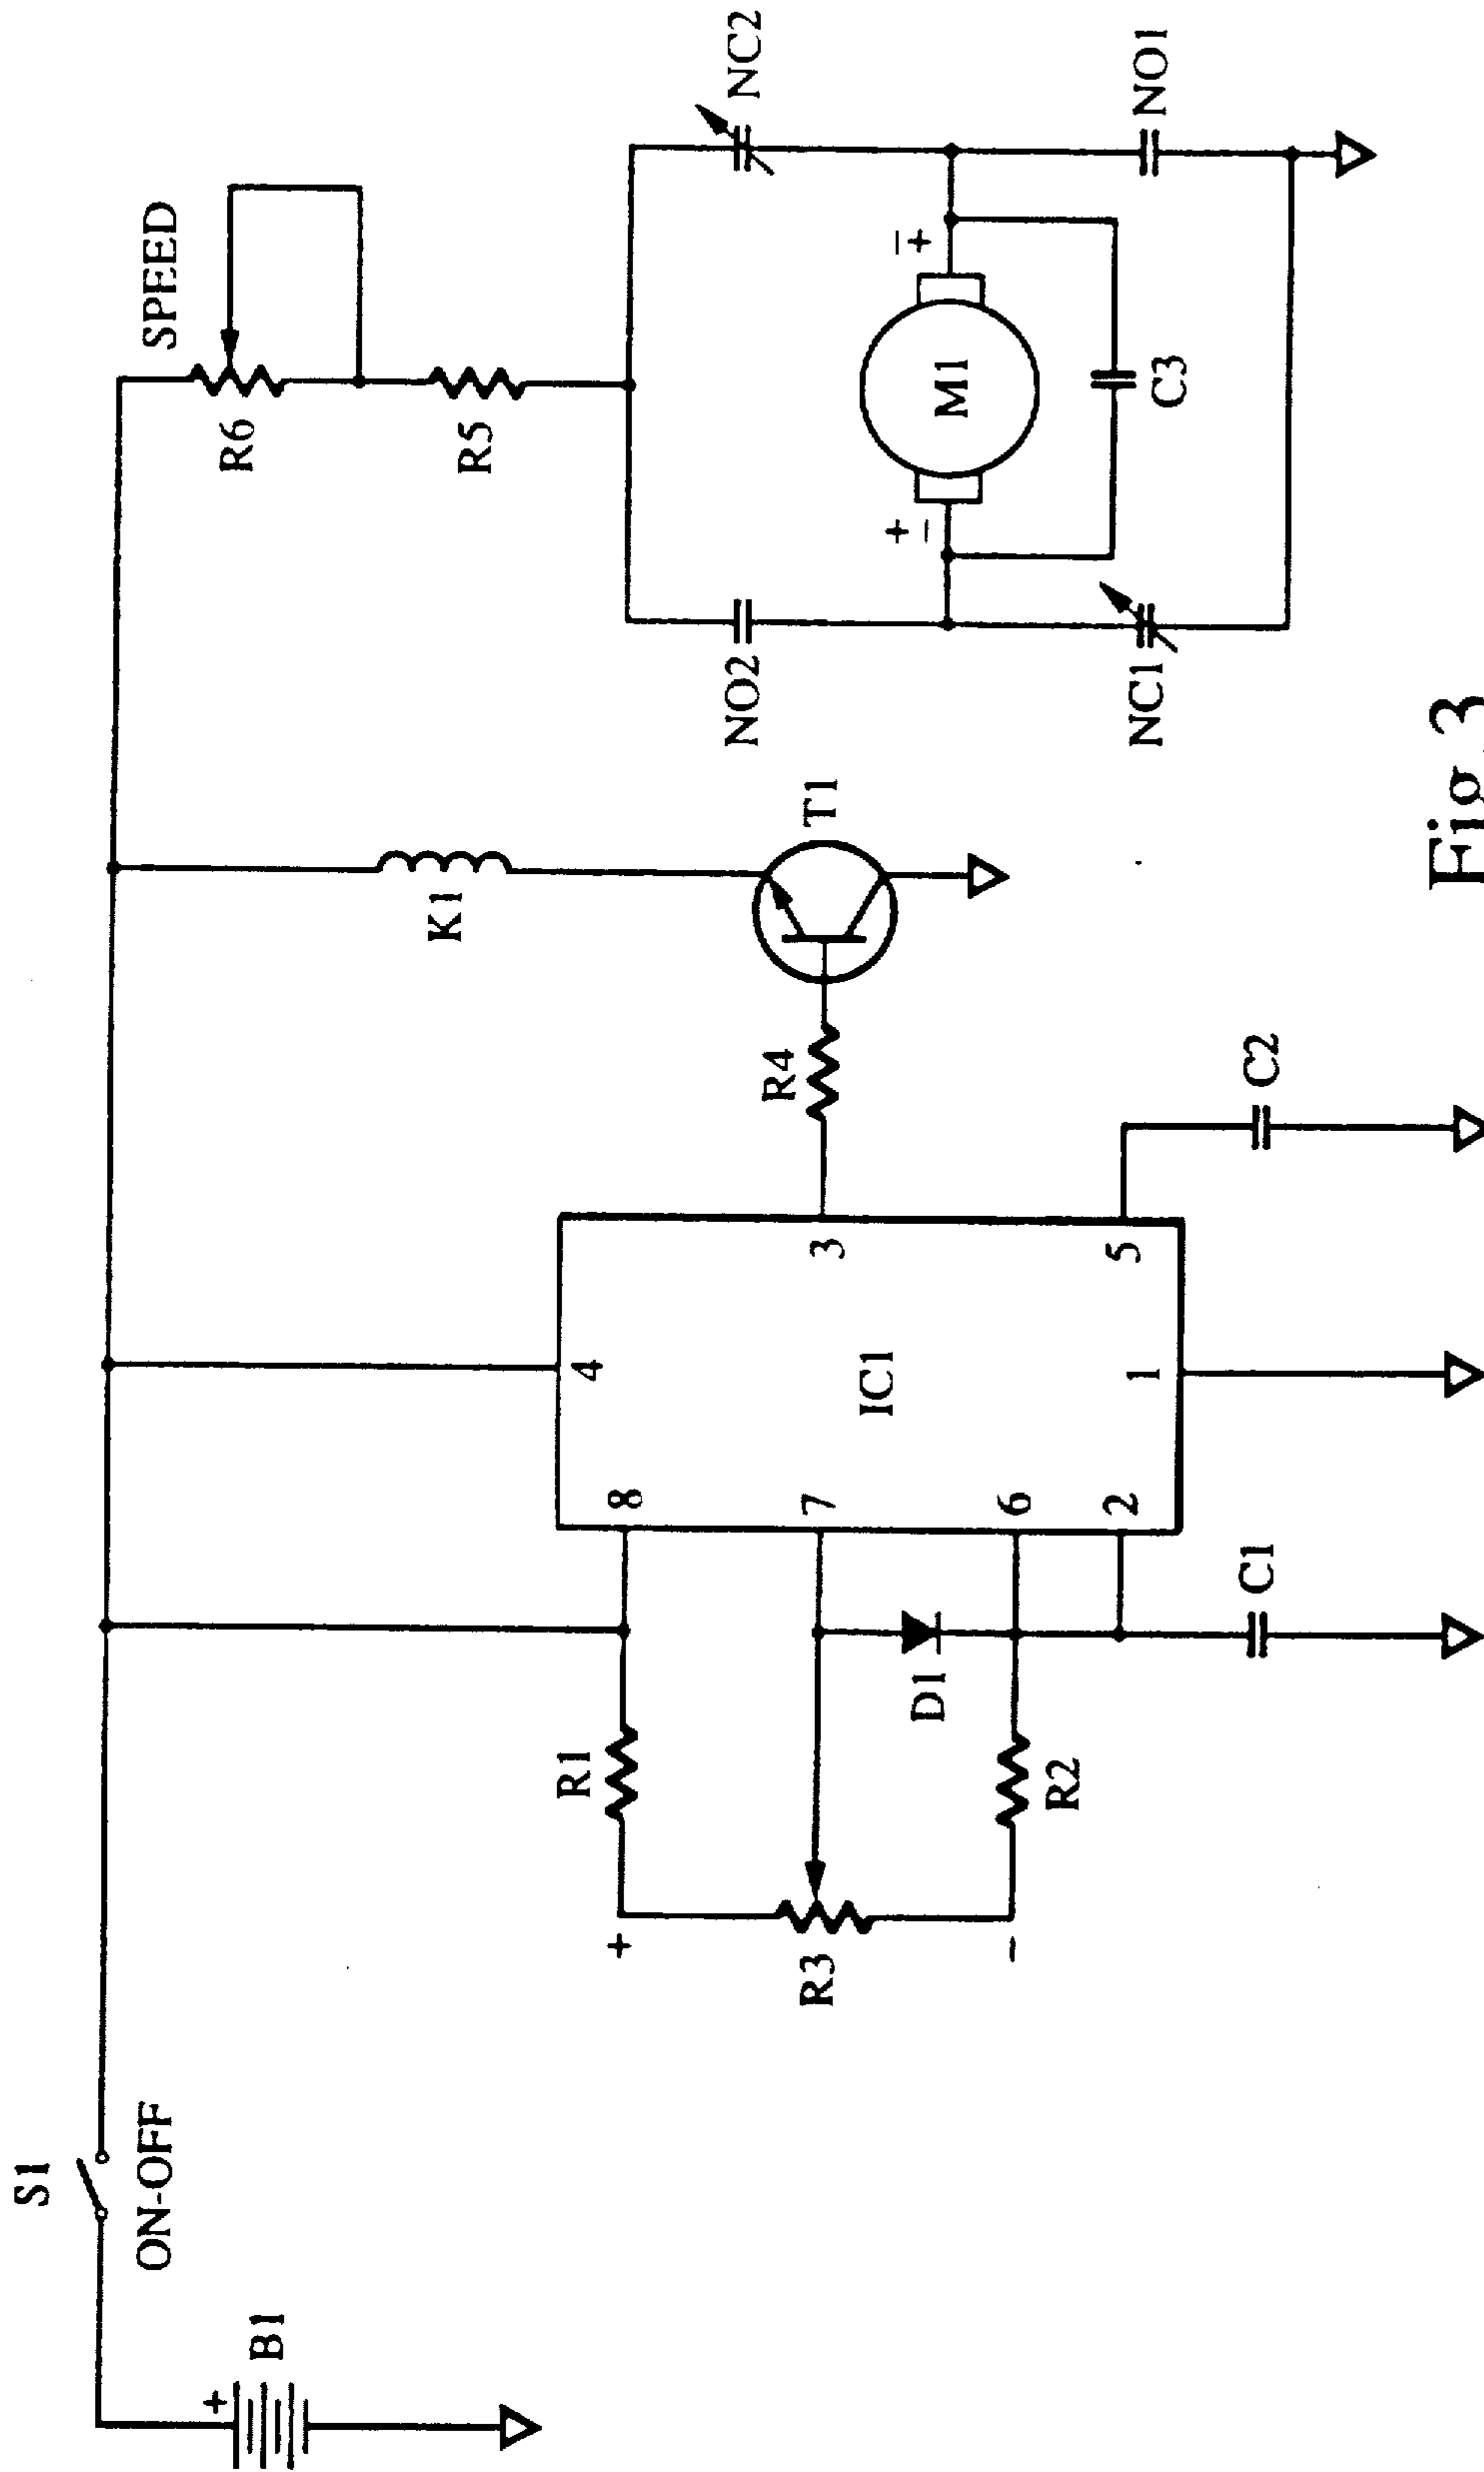 S1
ON-OFF
B1
+
R1
+
R3
-
R2
D1
C1
8
7
6
2
4
IC1
1
3
5
R4
C2
K1
T1
SPEED
R6
R5
NO2
NC2
+
-
M1
-
+
C3
NC1
NO1
Fig 3